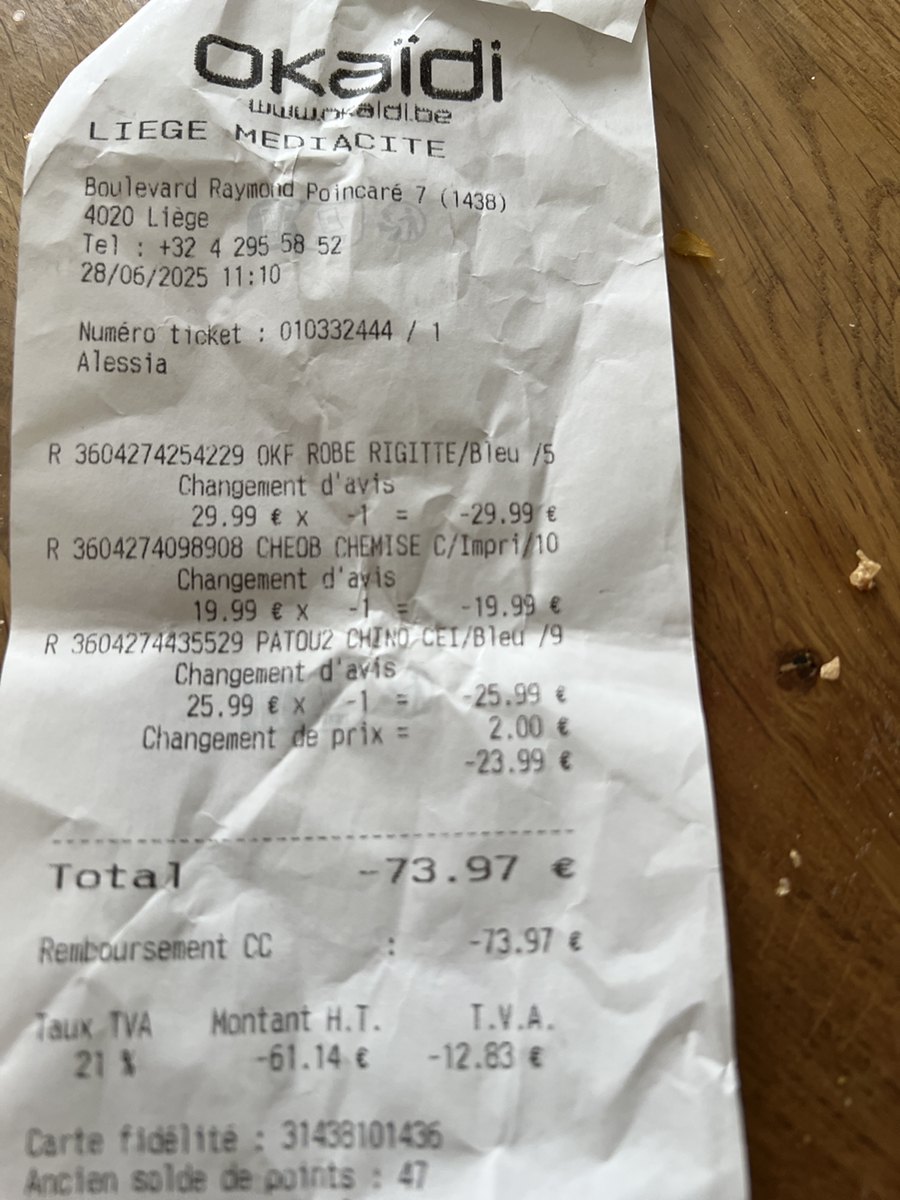 Okaïdi
www.okaidi.be
LIEGE MEDIACITE
Boulevard Raymond Poincaré 7 (1438)
4020 Liège
Tel : +32 4 295 58 52
28/06/2025 11:10
Numéro ticket : 010332444 / 1
Alessia
R 3604274254229 OKF ROBE RIGITTE/Bleu /5
Changement d'avis
29.99 € x -1 = -29.99 €
R 3604274098908 CHEOB CHEMISE C/Impri/10
Changement d'avis
19.99 € x -1 = -19.99 €
R 3604274435529 PATOU2 CHINO CEI/Bleu /9
Changement d'avis
25.99 € x -1 = -25.99 €
Changement de prix = 2.00 €
-23.99 €
Total -73.97 €
Remboursement CC : -73.97 €
Taux TVA Montant H.T. T.V.A.
21 % -61.14 € -12.83 €
Carte fidélité : 31438101436
Ancien solde de points : 47